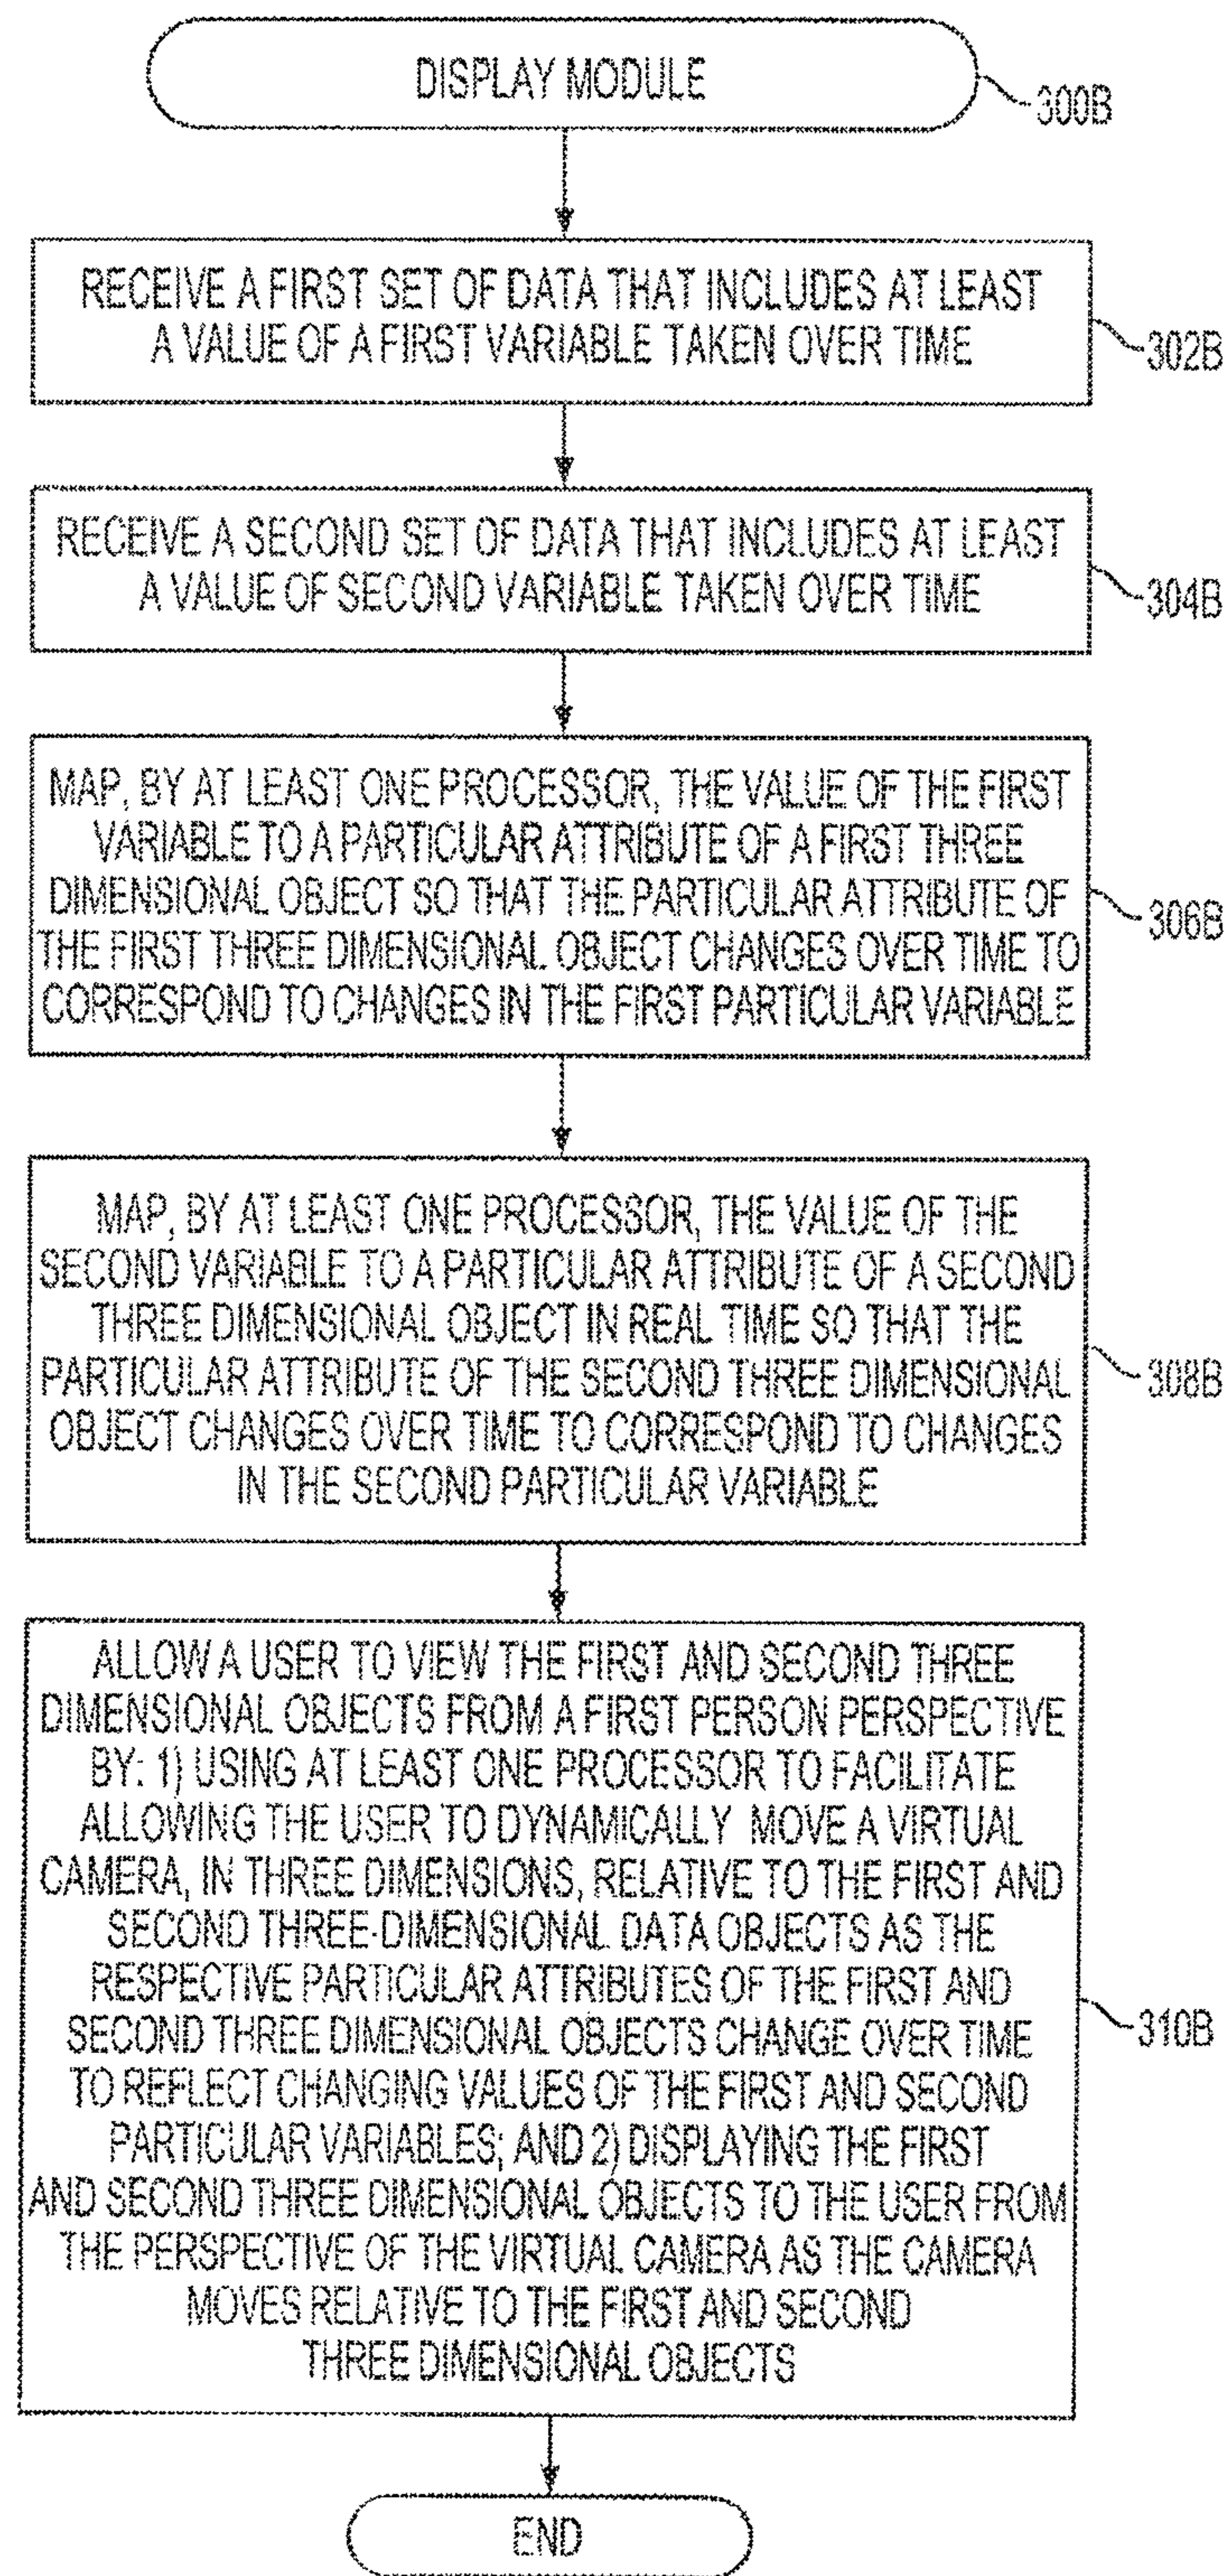 DISPLAY MODULE
300B
RECEIVE A FIRST SET OF DATA THAT INCLUDES AT LEAST
A VALUE OF A FIRST VARIABLE TAKEN OVER TIME
302B
RECEIVE A SECOND SET OF DATA THAT INCLUDES AT LEAST
A VALUE OF SECOND VARIABLE TAKEN OVER TIME
304B
MAP, BY AT LEAST ONE PROCESSOR, THE VALUE OF THE FIRST
VARIABLE TO A PARTICULAR ATTRIBUTE OF A FIRST THREE
DIMENSIONAL OBJECT SO THAT THE PARTICULAR ATTRIBUTE OF
THE FIRST THREE DIMENSIONAL OBJECT CHANGES OVER TIME TO
CORRESPOND TO CHANGES IN THE FIRST PARTICULAR VARIABLE
306B
MAP, BY AT LEAST ONE PROCESSOR, THE VALUE OF THE
SECOND VARIABLE TO A PARTICULAR ATTRIBUTE OF A SECOND
THREE DIMENSIONAL OBJECT IN REAL TIME SO THAT THE
PARTICULAR ATTRIBUTE OF THE SECOND THREE DIMENSIONAL
OBJECT CHANGES OVER TIME TO CORRESPOND TO CHANGES
IN THE SECOND PARTICULAR VARIABLE
308B
ALLOW A USER TO VIEW THE FIRST AND SECOND THREE
DIMENSIONAL OBJECTS FROM A FIRST PERSON PERSPECTIVE
BY: 1) USING AT LEAST ONE PROCESSOR TO FACILITATE
ALLOWING THE USER TO DYNAMICALLY MOVE A VIRTUAL
CAMERA, IN THREE DIMENSIONS, RELATIVE TO THE FIRST AND
SECOND THREE-DIMENSIONAL DATA OBJECTS AS THE
RESPECTIVE PARTICULAR ATTRIBUTES OF THE FIRST AND
SECOND THREE DIMENSIONAL OBJECTS CHANGE OVER TIME
TO REFLECT CHANGING VALUES OF THE FIRST AND SECOND
PARTICULAR VARIABLES; AND 2) DISPLAYING THE FIRST
AND SECOND THREE DIMENSIONAL OBJECTS TO THE USER FROM
THE PERSPECTIVE OF THE VIRTUAL CAMERA AS THE CAMERA
MOVES RELATIVE TO THE FIRST AND SECOND
THREE DIMENSIONAL OBJECTS
310B
END